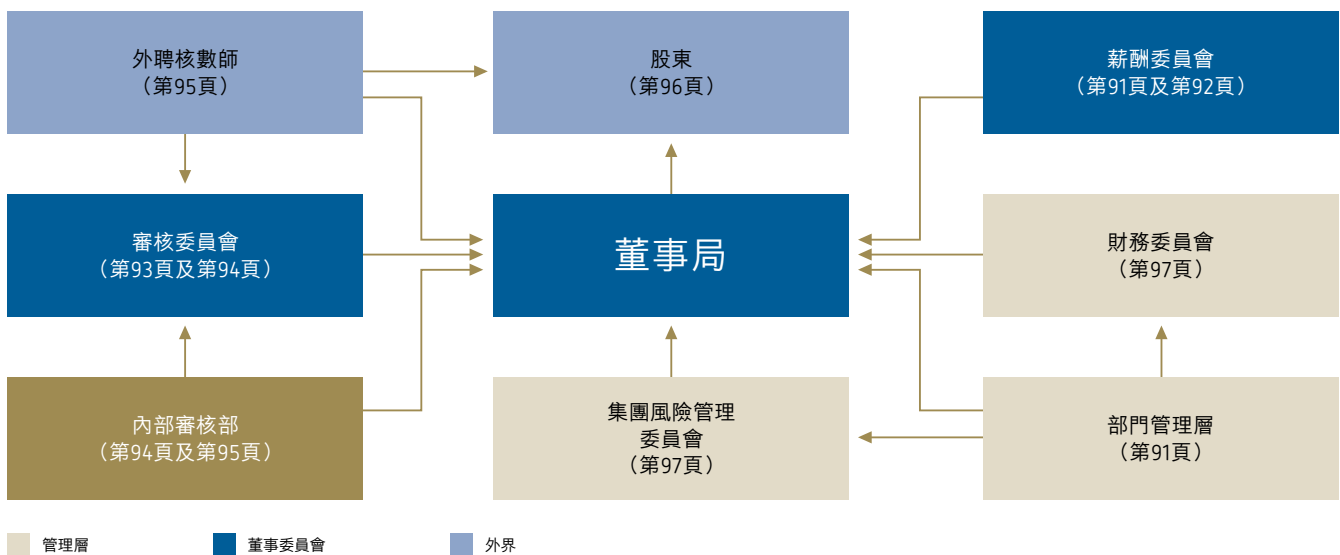 外聘核數師
（第95頁）
股東
（第96頁）
薪酬委員會
（第91頁及第92頁）
審核委員會
（第93頁及第94頁）
董事局
財務委員會
（第97頁）
內部審核部
（第94頁及第95頁）
集團風險管理
委員會
（第97頁）
部門管理層
（第91頁）
管理層
董事委員會
外界